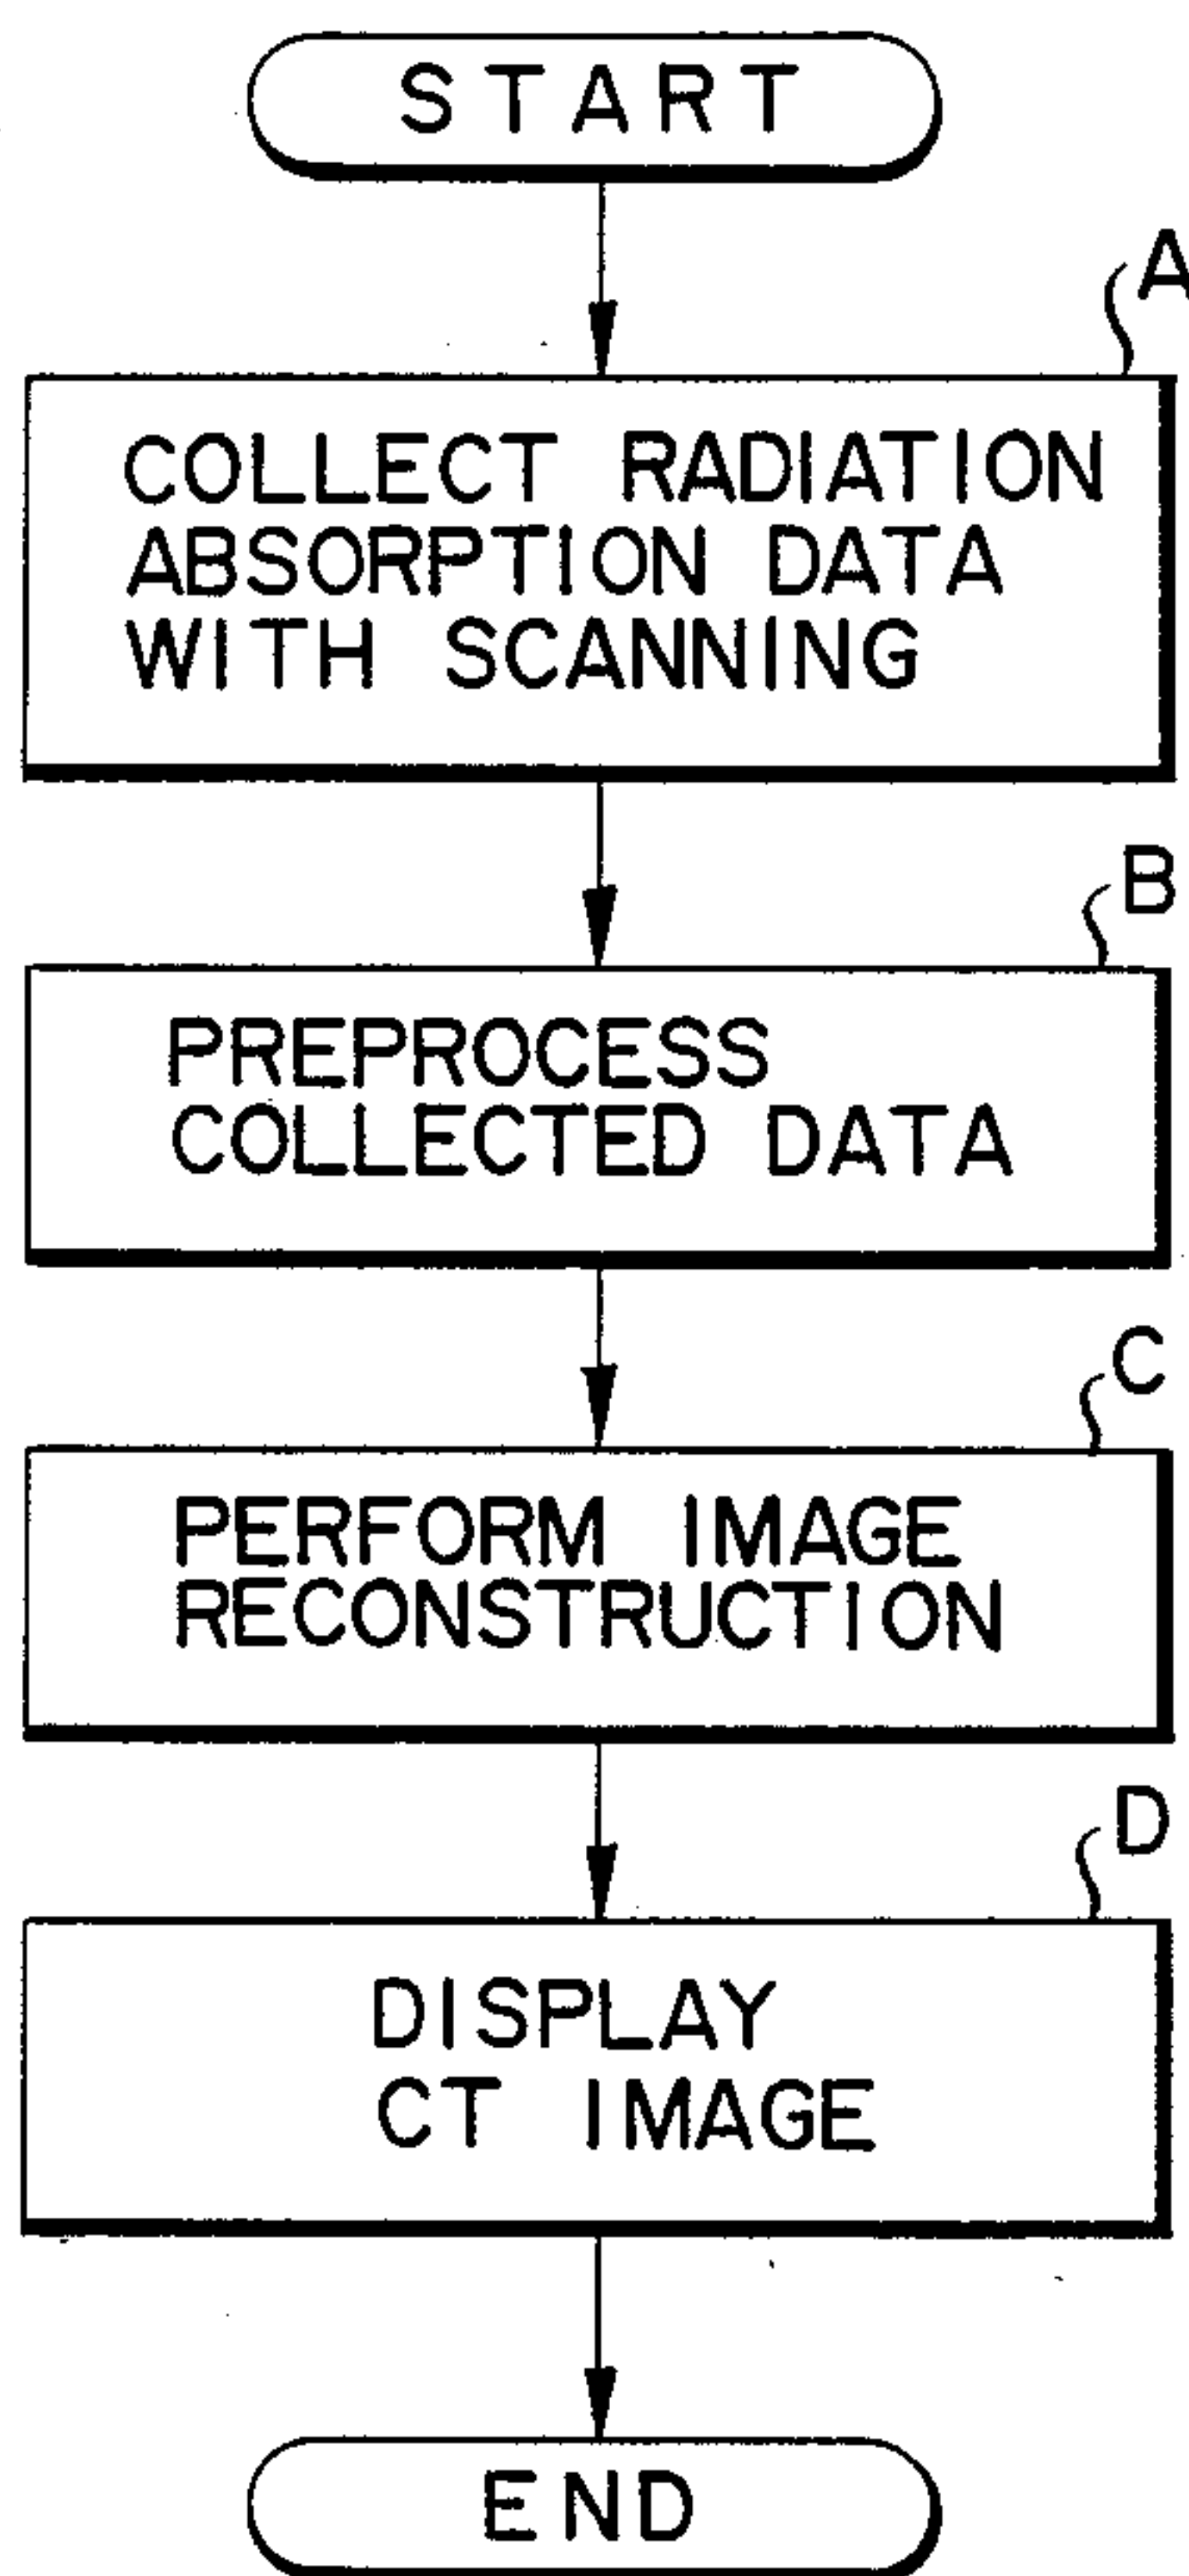 START
A
COLLECT RADIATION
ABSORPTION DATA
WITH SCANNING
B
PREPROCESS
COLLECTED DATA
C
PERFORM IMAGE
RECONSTRUCTION
D
DISPLAY
CT IMAGE
END